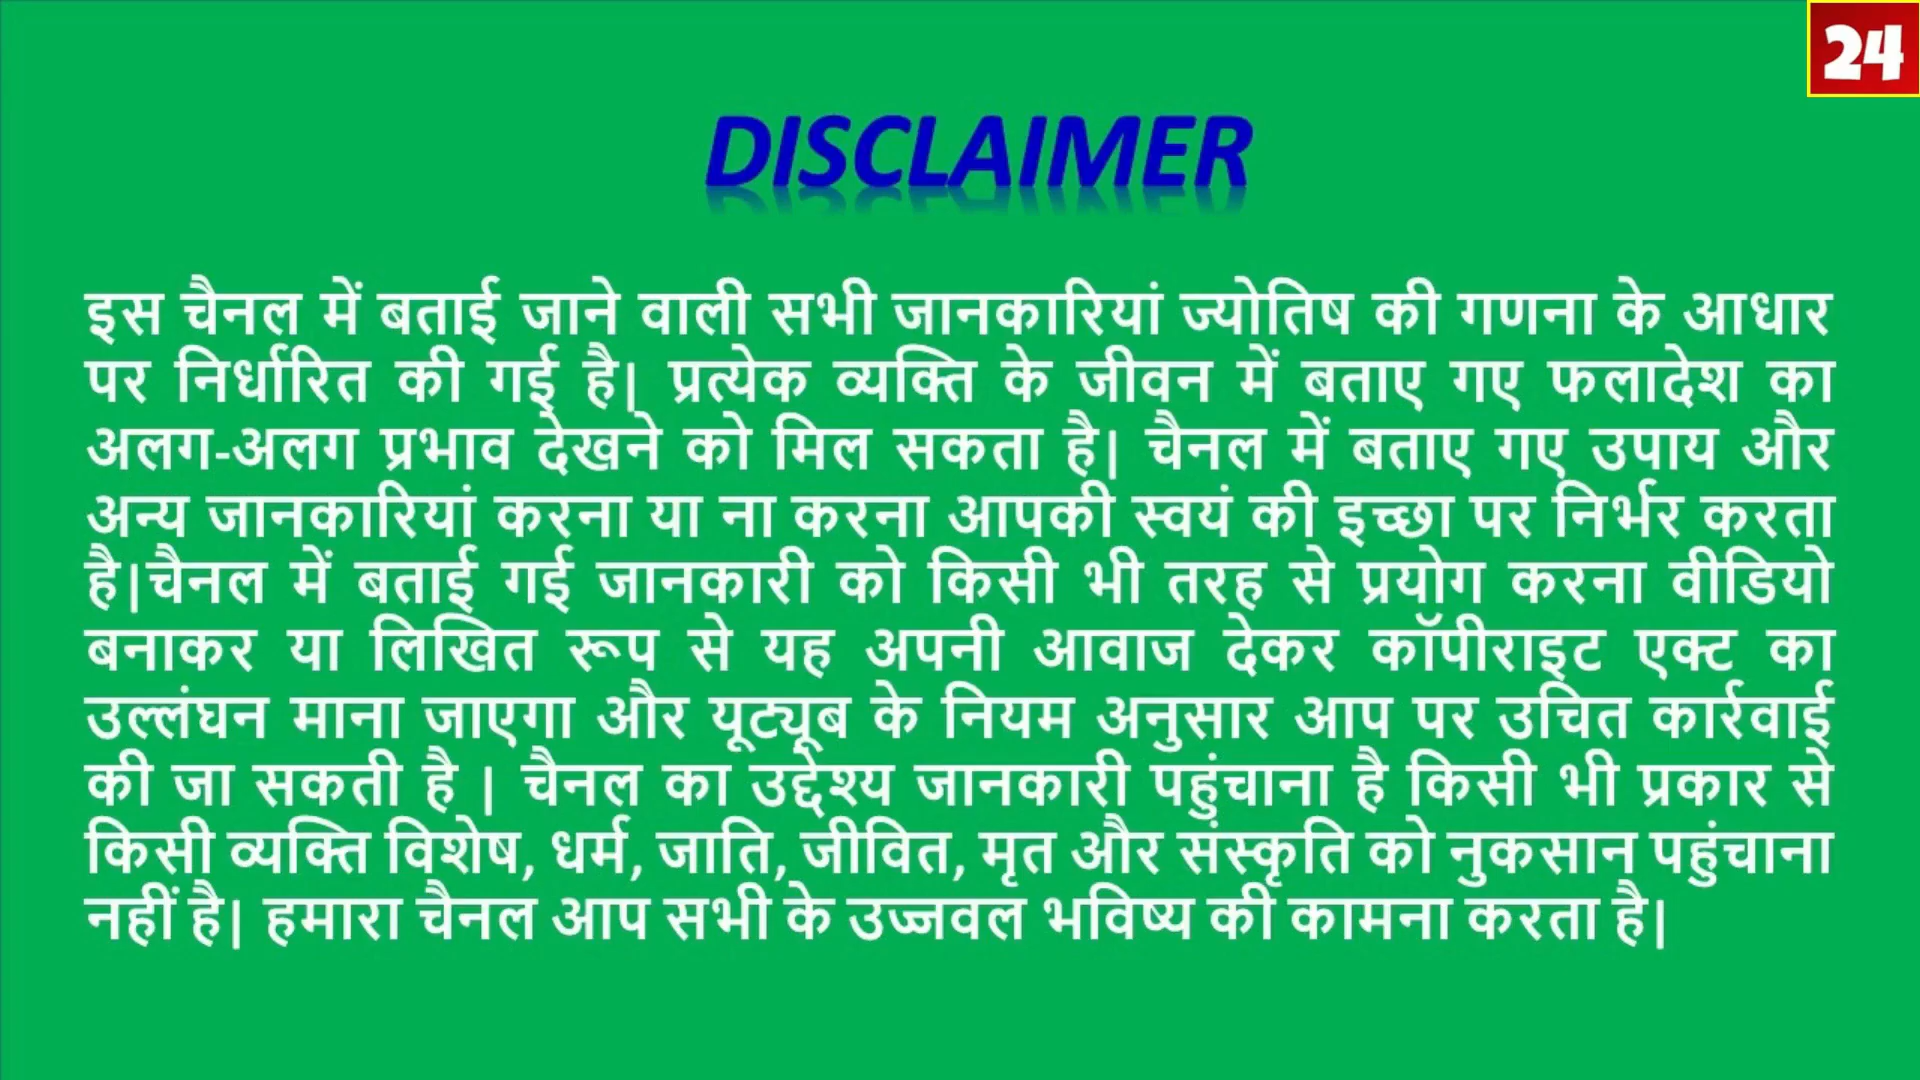 24
DISCLAIMER
इस चैनल में बताई जाने वाली सभी जानकारियां ज्योतिष की गणना के आधार
पर निर्धारित की गई है| प्रत्येक व्यक्ति के जीवन में बताए गए फलादेश का
अलग-अलग प्रभाव देखने को मिल सकता है| चैनल में बताए गए उपाय और
अन्य जानकारियां करना या ना करना आपकी स्वयं की इच्छा पर निर्भर करता
है|चैनल में बताई गई जानकारी को किसी भी तरह से प्रयोग करना वीडियो
बनाकर या लिखित रूप से यह अपनी आवाज देकर कॉपीराइट एक्ट का
उल्लंघन माना जाएगा और यूट्यूब के नियम अनुसार आप पर उचित कार्रवाई
की जा सकती है | चैनल का उद्देश्य जानकारी पहुंचाना है किसी भी प्रकार से
किसी व्यक्ति विशेष, धर्म, जाति, जीवित, मृत और संस्कृति को नुकसान पहुंचाना
नहीं है| हमारा चैनल आप सभी के उज्जवल भविष्य की कामना करता है|